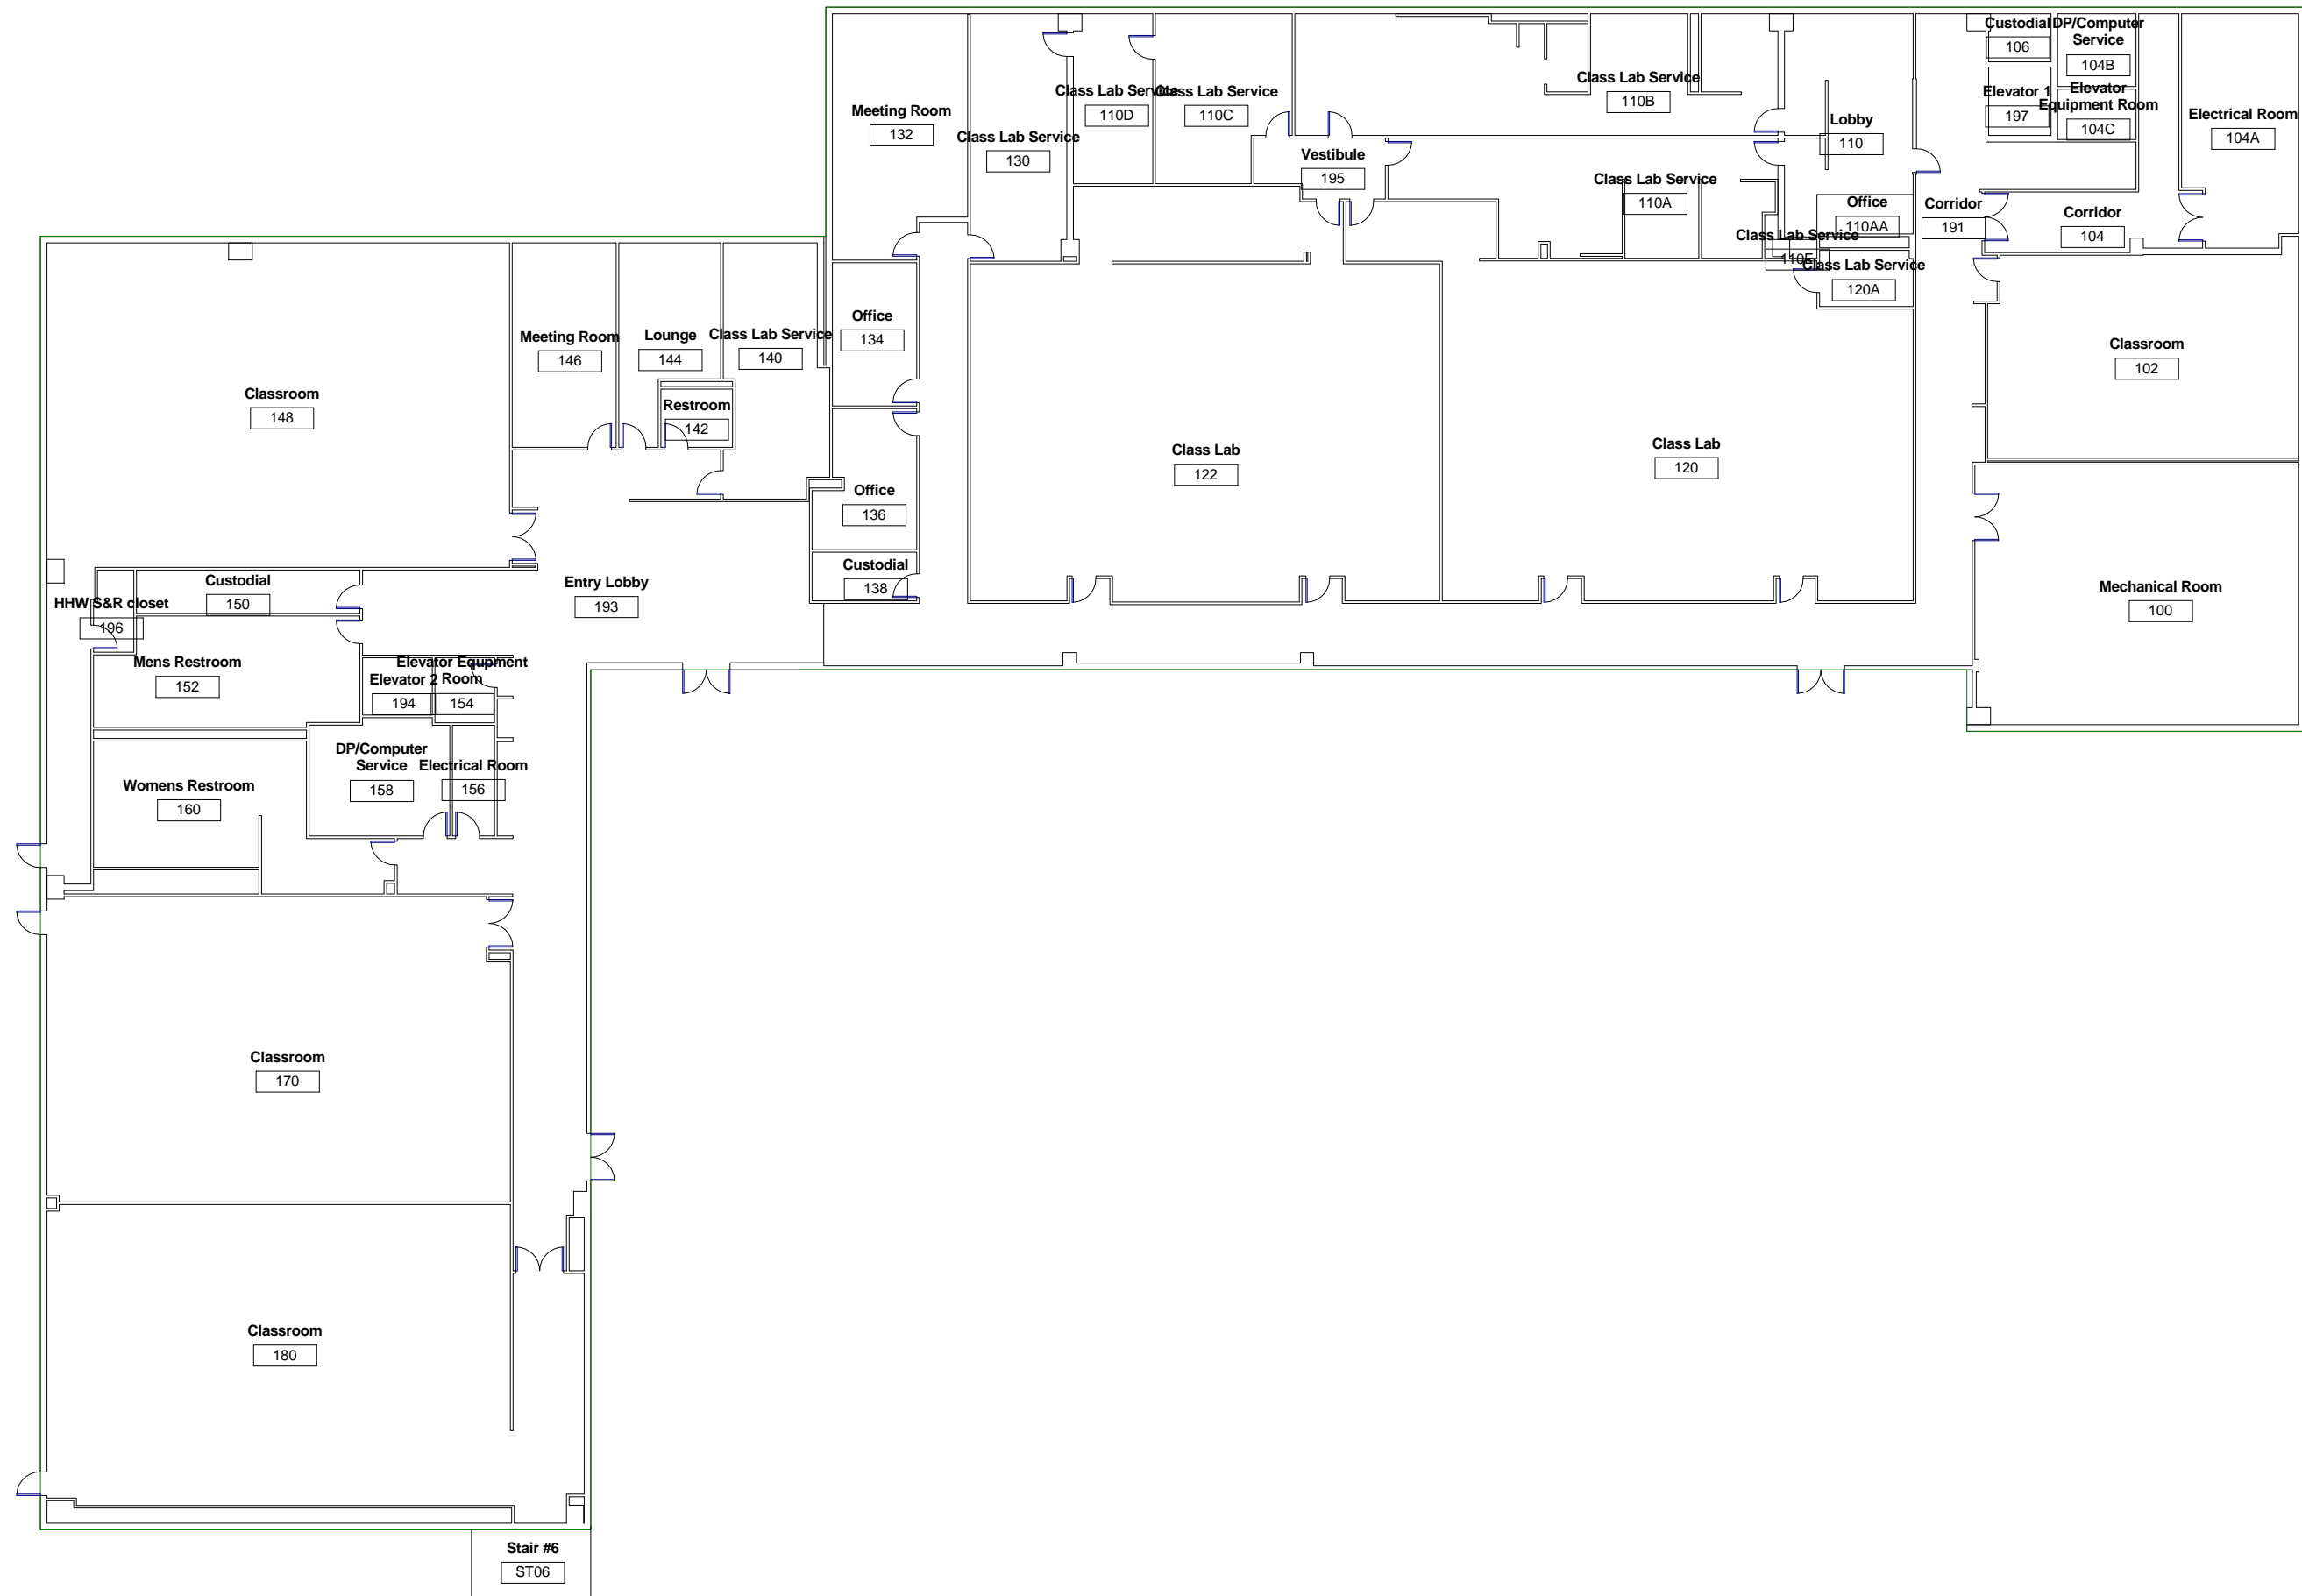 Custodial
106
DP/Computer
Service
104B
Elevator 1
197
Elevator
Equipment Room
104C
Electrical Room
104A
Class Lab Service
110D
Class Lab Service
110C
Class Lab Service
110B
Meeting Room
132
Class Lab Service
130
Lobby
110
Vestibule
195
Class Lab Service
110A
Office
110AA
Corridor
191
Corridor
104
Class Lab Service
110E
Class Lab Service
120A
Office
134
Meeting Room
146
Lounge
144
Class Lab Service
140
Classroom
102
Classroom
148
Restroom
142
Class Lab
122
Class Lab
120
Office
136
Custodial
138
Custodial
150
Entry Lobby
193
Mechanical Room
100
HHW S&R closet
196
Mens Restroom
152
Elevator 2
194
Elevator Equpment
Room
154
DP/Computer
Service
158
Electrical Room
156
Womens Restroom
160
Classroom
170
Classroom
180
Stair #6
ST06